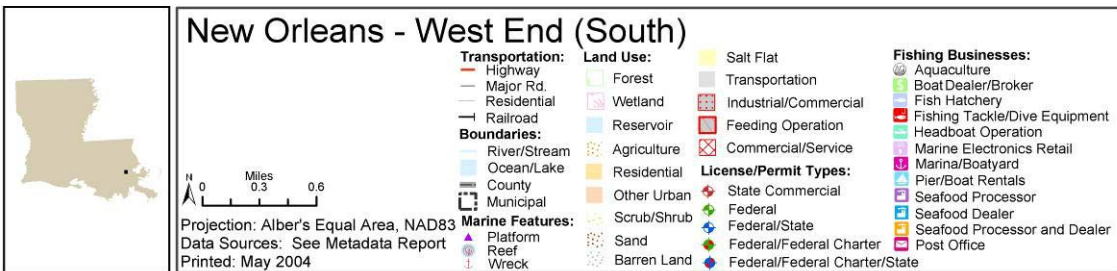 New Orleans - West End (South)
Miles
0 0.3 0.6
Projection: Alber's Equal Area, NAD83
Data Sources: See Metadata Report
Printed: May 2004
Transportation:
Highway
Major Rd.
Residential
Railroad
Boundaries:
River/Stream
Ocean/Lake
County
Municipal
Marine Features:
Platform
Reef
Wreck
Land Use:
Forest
Wetland
Reservoir
Agriculture
Residential
Other Urban
Scrub/Shrub
Sand
Barren Land
Salt Flat
Transportation
Industrial/Commercial
Feeding Operation
Commercial/Service
License/Permit Types:
State Commercial
Federal
Federal/State
Federal/Federal Charter
Federal/Federal Charter/State
Fishing Businesses:
Aquaculture
Boat Dealer/Broker
Fish Hatchery
Fishing Tackle/Dive Equipment
Headboat Operation
Marine Electronics Retail
Marina/Boatyard
Pier/Boat Rentals
Seafood Processor
Seafood Dealer
Seafood Processor and Dealer
Post Office